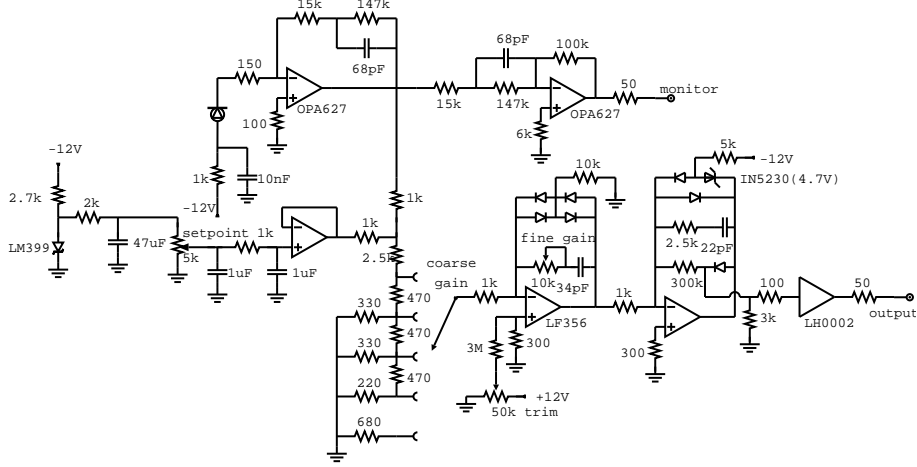 15k
147k
68pF
100k
150
68pF
50
monitor
OPA627
15k
147k
OPA627
100
6k
5k
-12V
-12V
10k
1k
10nF
IN5230(4.7V)
2.7k
2k
-12V
1k
setpoint
1k
1k
fine gain
2.5k
22pF
LM399
47uF
5k
2.5k
coarse
gain
1uF
1uF
1k
10k
34pF
300k
100
50
330
470
1k
3k
LH0002
output
LF356
470
330
3M
300
300
470
220
+12V
50k trim
680